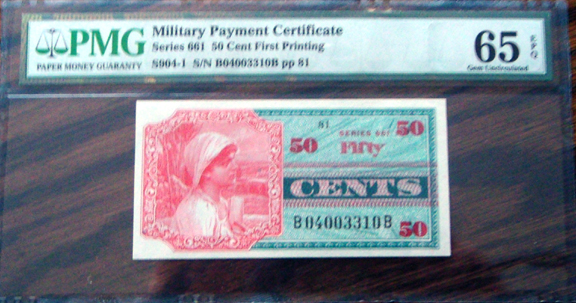 PMG
PAPER MONEY GUARANTY
Military Payment Certificate
Series 661 50 Cent First Printing
S904-1 S/N B04003310B pp 81
65 EPQ
Gem Uncirculated
81
SERIES 661
50
50
Fifty
CENTS
B04003310B
50